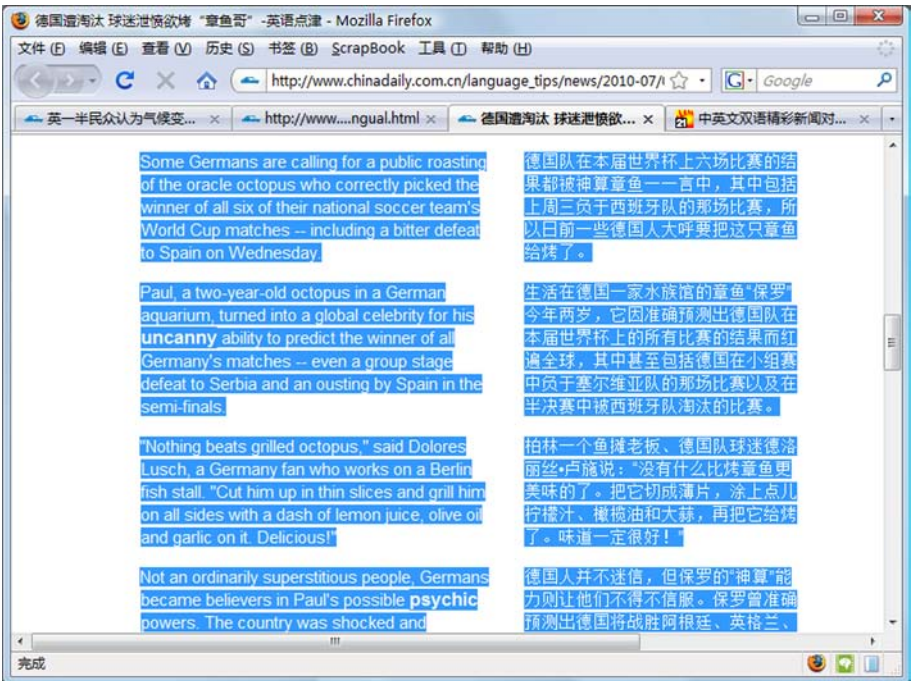 德国遭淘汰 球迷泄愤欲烤“章鱼哥” -英语点津 - Mozilla Firefox
文件(F) 编辑(E) 查看(V) 历史(S) 书签(B) ScrapBook 工具(T) 帮助(H)
http://www.chinadaily.com.cn/language_tips/news/2010-07/
Google
英一半民众认为气候变...
http://www....ngual.html
德国遭淘汰 球迷泄愤欲...
中英文双语精彩新闻对...
Some Germans are calling for a public roasting
of the oracle octopus who correctly picked the
winner of all six of their national soccer team's
World Cup matches -- including a bitter defeat
to Spain on Wednesday.
德国队在本届世界杯上六场比赛的结
果都被神算章鱼一一言中，其中包括
上周三负于西班牙队的那场比赛，所
以日前一些德国人大呼要把这只章鱼
给烤了。
Paul, a two-year-old octopus in a German
aquarium, turned into a global celebrity for his
uncanny ability to predict the winner of all
Germany's matches -- even a group stage
defeat to Serbia and an ousting by Spain in the
semi-finals.
生活在德国一家水族馆的章鱼“保罗”
今年两岁，它因准确预测出德国队在
本届世界杯上的所有比赛的结果而红
遍全球，其中甚至包括德国在小组赛
中负于塞尔维亚队的那场比赛以及在
半决赛中被西班牙队淘汰的比赛。
"Nothing beats grilled octopus," said Dolores
Lusch, a Germany fan who works on a Berlin
fish stall. "Cut him up in thin slices and grill him
on all sides with a dash of lemon juice, olive oil
and garlic on it. Delicious!"
柏林一个鱼摊老板、德国队球迷德洛
丽丝•卢施说：“没有什么比烤章鱼更
美味的了。把它切成薄片，涂上点儿
柠檬汁、橄榄油和大蒜，再把它给烤
了。味道一定很好！”
Not an ordinarily superstitious people, Germans
became believers in Paul's possible psychic
powers. The country was shocked and
德国人并不迷信，但保罗的“神算”能
力则让他们不得不信服。保罗曾准确
预测出德国将战胜阿根廷、英格兰、
完成